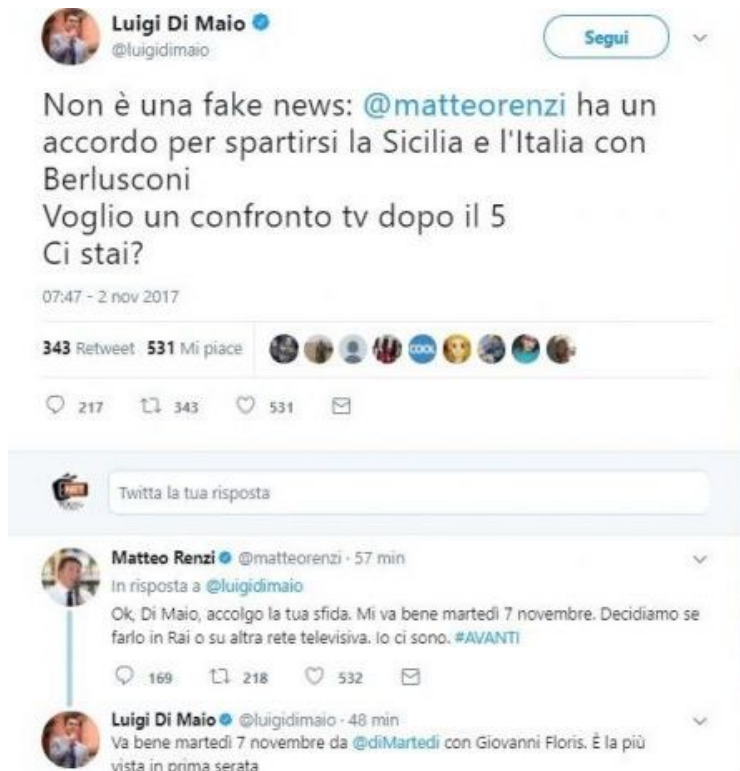 Luigi Di Maio
@luigidimaio
Segui
Non è una fake news: @matteorenzi ha un
accordo per spartirsi la Sicilia e l'Italia con
Berlusconi
Voglio un confronto tv dopo il 5
Ci stai?
07:47 - 2 nov 2017
343 Retweet 531 Mi piace
COOL
217 343 531
Twitta la tua risposta
Matteo Renzi @matteorenzi · 57 min
In risposta a @luigidimaio
Ok, Di Maio, accolgo la tua sfida. Mi va bene martedì 7 novembre. Decidiamo se
farlo in Rai o su altra rete televisiva. Io ci sono. #AVANTI
169 218 532
Luigi Di Maio @luigidimaio · 48 min
Va bene martedì 7 novembre da @diMartedi con Giovanni Floris. È la più
vista in prima serata